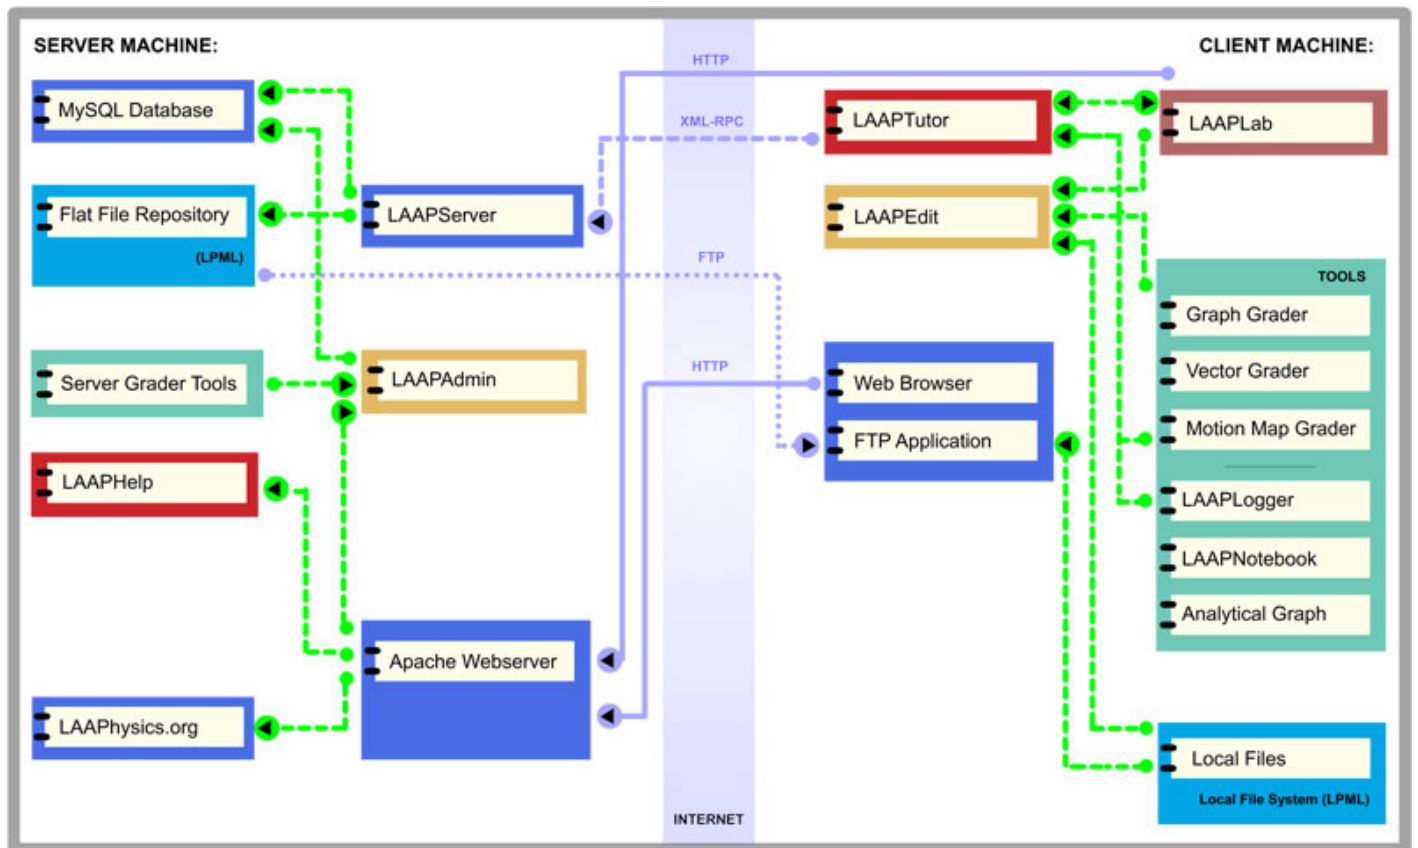 SERVER MACHINE:
CLIENT MACHINE:
HTTP
MySQL Database
LAAPTutor
LAAPLab
XML-RPC
Flat File Repository
(LPML)
LAAPServer
LAAPEdit
FTP
TOOLS
Graph Grader
Vector Grader
Motion Map Grader
LAAPLogger
LAAPNotebook
Analytical Graph
Server Grader Tools
LAAPAdmin
HTTP
Web Browser
FTP Application
LAAPHelp
Apache Webserver
LAAPhysics.org
Local Files
Local File System (LPML)
INTERNET